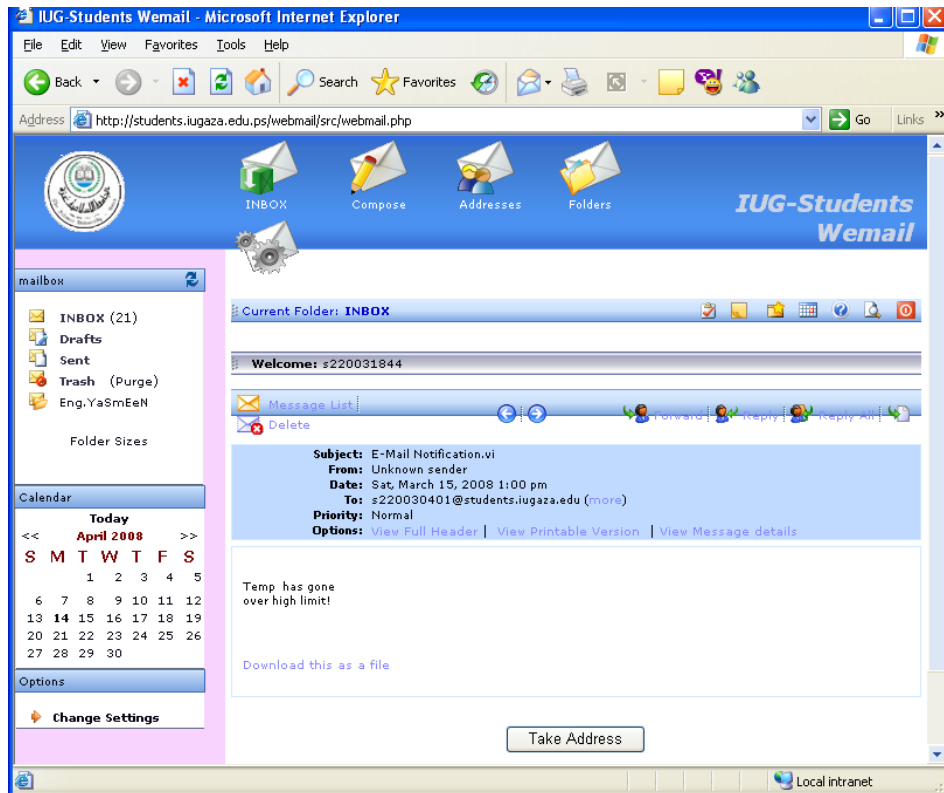 IUG-Students Wemail - Microsoft Internet Explorer
File Edit View Favorites Tools Help
Back Search Favorites
Address http://students.iugaza.edu.ps/webmail/src/webmail.php Go Links »
INBOX Compose Addresses Folders
IUG-Students
Wemail
mailbox
INBOX (21)
Drafts
Sent
Trash (Purge)
Eng.YaSmEeN
Folder Sizes
Calendar
Today
<< April 2008 >>
S M T W T F S
1 2 3 4 5
6 7 8 9 10 11 12
13 14 15 16 17 18 19
20 21 22 23 24 25 26
27 28 29 30
Options
Change Settings
Current Folder: INBOX
Welcome: s220031844
Message List
Delete
Forward Reply Reply All
Subject: E-Mail Notification.vi
From: Unknown sender
Date: Sat, March 15, 2008 1:00 pm
To: s220030401@students.iugaza.edu (more)
Priority: Normal
Options: View Full Header | View Printable Version | View Message details
Temp has gone
over high limit!
Download this as a file
Take Address
Local intranet